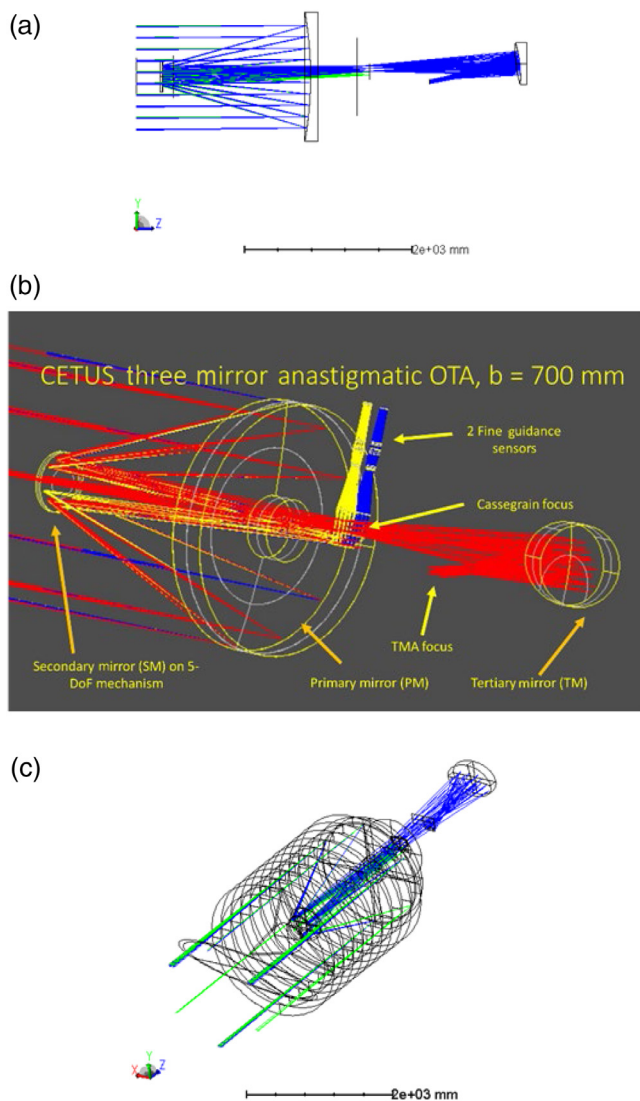 (a)
Y
Z
2e+03 mm
(b)
CETUS three mirror anastigmatic OTA, b = 700 mm
2 Fine guidance
sensors
Cassegrain focus
TMA focus
Secondary mirror (SM) on 5-
DoF mechanism
Primary mirror (PM)
Tertiary mirror (TM)
(c)
Y
X Z
2e+03 mm